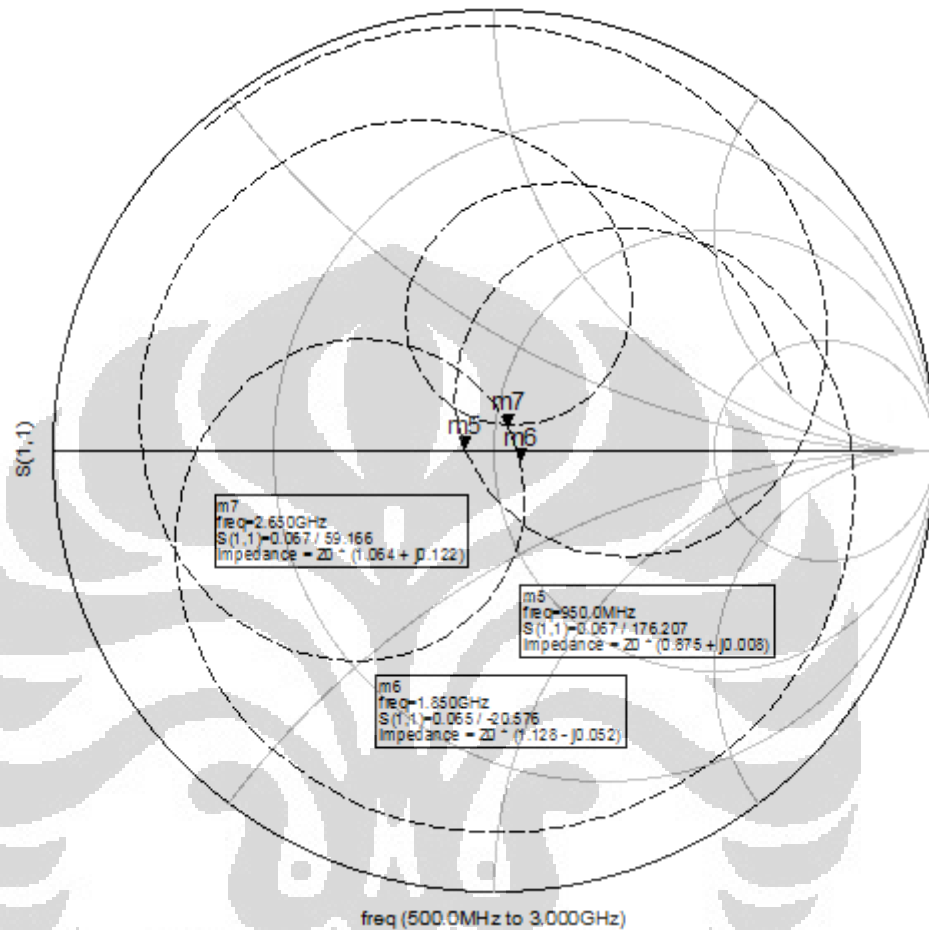 m7
m5
m6
S(1,1)
m7
freq=2.650GHz
S(1,1)=0.067 / 59.166
Impedance = Z0 * (1.064 + j0.122)
m5
freq=950.0MHz
S(1,1)=0.067 / 176.207
Impedance = Z0 * (0.875 + j0.008)
m6
freq=1.850GHz
S(1,1)=0.065 / -20.576
Impedance = Z0 * (1.128 - j0.052)
freq (500.0MHz to 3.000GHz)